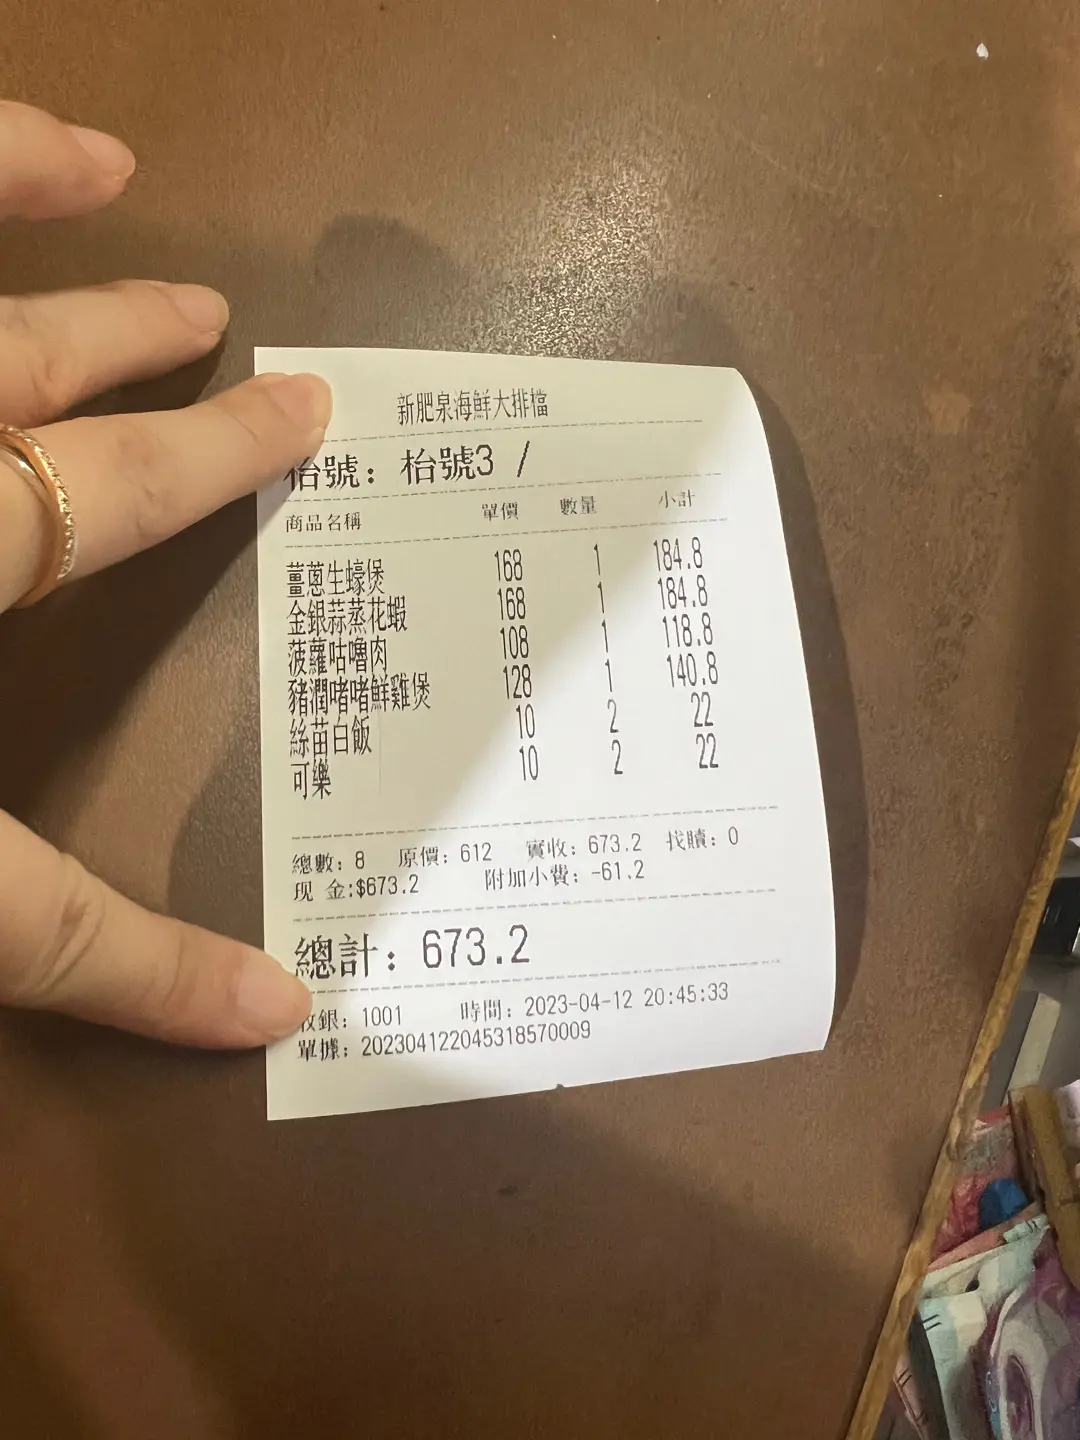 新肥泉海鮮大排檔
枱號：枱號3 /
商品名稱 單價 數量 小計
薑蔥生蠔煲 168 1 184.8
金銀蒜蒸花蝦 168 1 184.8
菠蘿咕嚕肉 108 1 118.8
豬潤啫啫鮮雞煲 128 1 140.8
絲苗白飯 10 2 22
可樂 10 2 22
總數：8 原價：612 實收：673.2 找贖：0
现 金:$673.2 附加小費：-61.2
總計：673.2
收銀：1001 時間：2023-04-12 20:45:33
單據：202304122045318570009